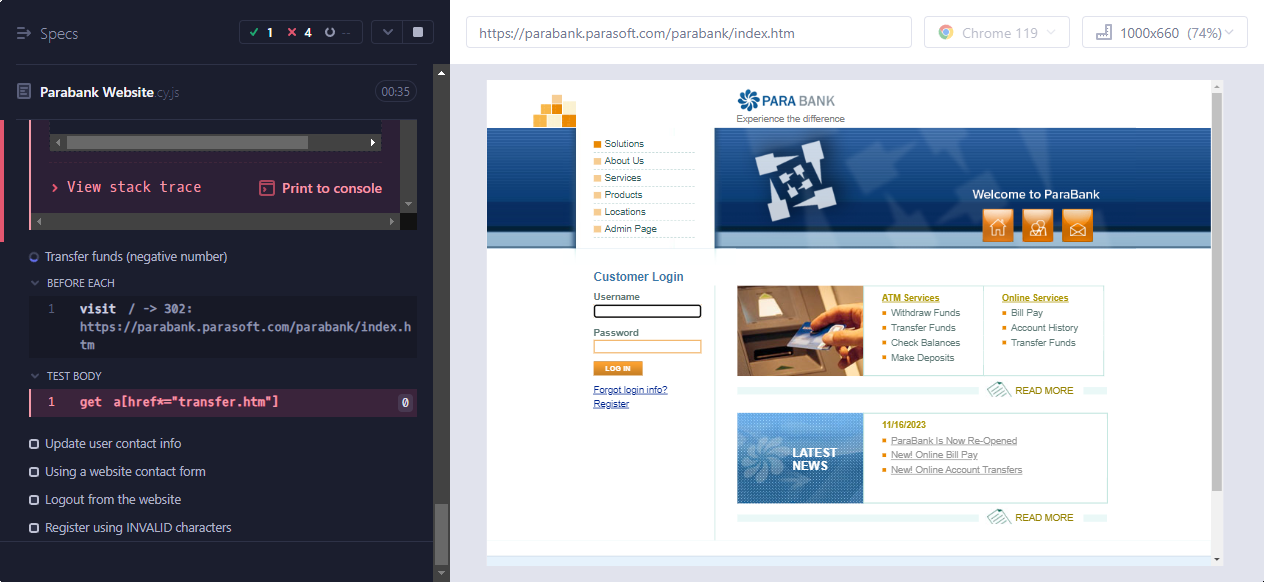 Specs
1 4 --
Parabank Website.cy.js
00:35
View stack trace
Print to console
Transfer funds (negative number)
BEFORE EACH
1 visit / -> 302:
https://parabank.parasoft.com/parabank/index.h
tm
TEST BODY
1 get a[href*="transfer.htm"] 0
Update user contact info
Using a website contact form
Logout from the website
Register using INVALID characters
https://parabank.parasoft.com/parabank/index.htm
Chrome 119
1000x660 (74%)
PARA BANK
Experience the difference
Solutions
About Us
Services
Products
Locations
Admin Page
Welcome to ParaBank
Customer Login
Username
Password
LOG IN
Forgot login info?
Register
ATM Services
Withdraw Funds
Transfer Funds
Check Balances
Make Deposits
Online Services
Bill Pay
Account History
Transfer Funds
READ MORE
LATEST
NEWS
11/16/2023
ParaBank Is Now Re-Opened
New! Online Bill Pay
New! Online Account Transfers
READ MORE